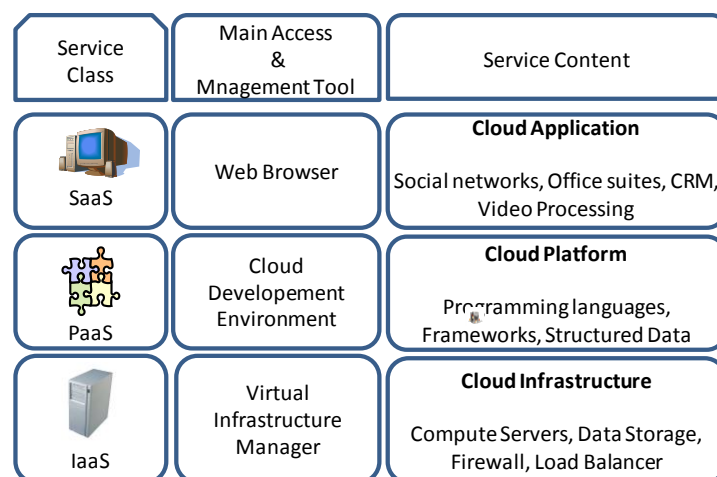 Service
Class
Main Access
&
Mnagement Tool
Service Content
SaaS
Web Browser
Cloud Application
Social networks, Office suites, CRM,
Video Processing
PaaS
Cloud
Developement
Environment
Cloud Platform
Programming languages,
Frameworks, Structured Data
IaaS
Virtual
Infrastructure
Manager
Cloud Infrastructure
Compute Servers, Data Storage,
Firewall, Load Balancer